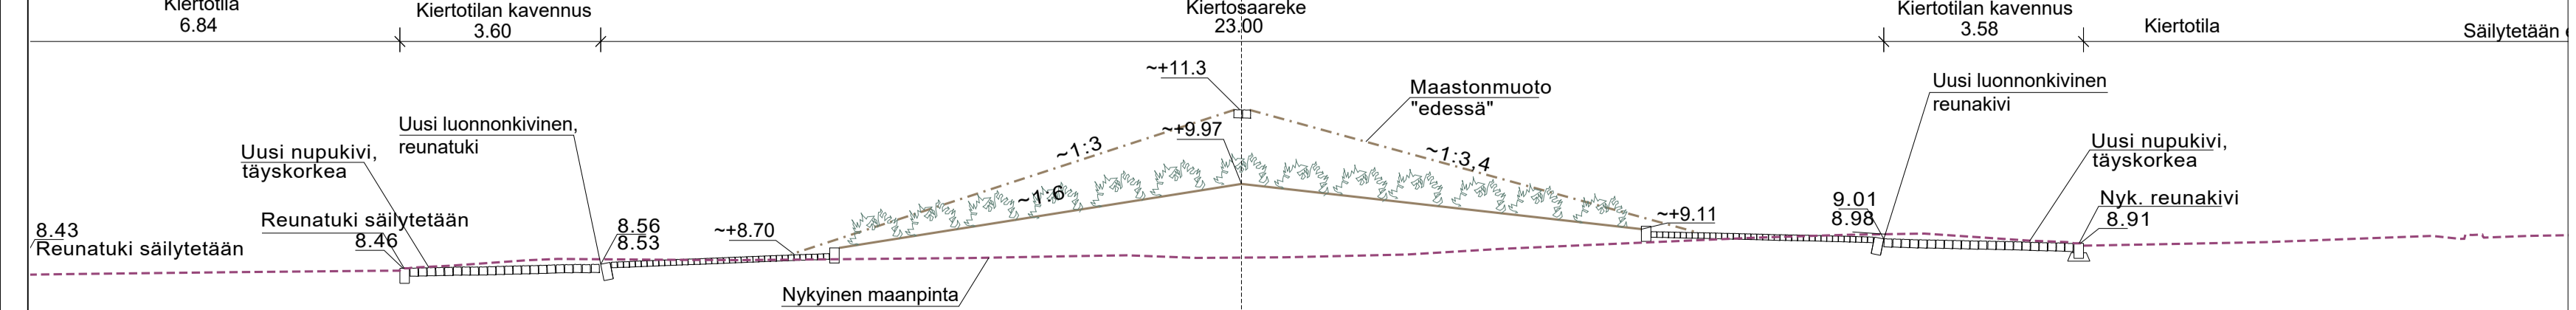 Kiertotila
6.84
Kiertotilan kavennus
3.60
Kiertosaareke
23.00
Kiertotilan kavennus
3.58
Kiertotila
Säilytetään
~+11.3
Maastonmuoto
"edessä"
Uusi luonnonkivinen
reunakivi
Uusi luonnonkivinen,
reunatuki
~+9.97
~1:3
~1:3,4
Uusi nupukivi,
täyskorkea
Uusi nupukivi,
täyskorkea
~1:6
Nyk. reunakivi
8.91
9.01
8.98
~+9.11
Reunatuki säilytetään
8.46
8.56
8.53
~+8.70
8.43
Reunatuki säilytetään
Nykyinen maanpinta